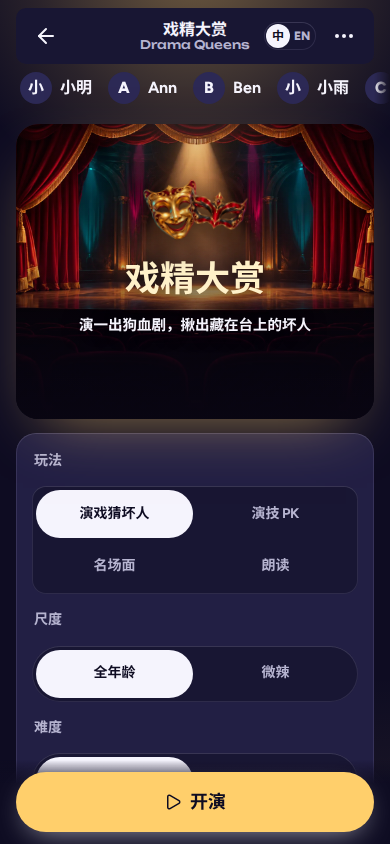 戏精大赏
Drama Queens
中 EN
小 小明 A Ann B Ben 小 小雨 C
戏精大赏
演一出狗血剧，揪出藏在台上的坏人
玩法
演戏猜坏人 演技 PK
名场面 朗读
尺度
全年龄 微辣
难度
开演